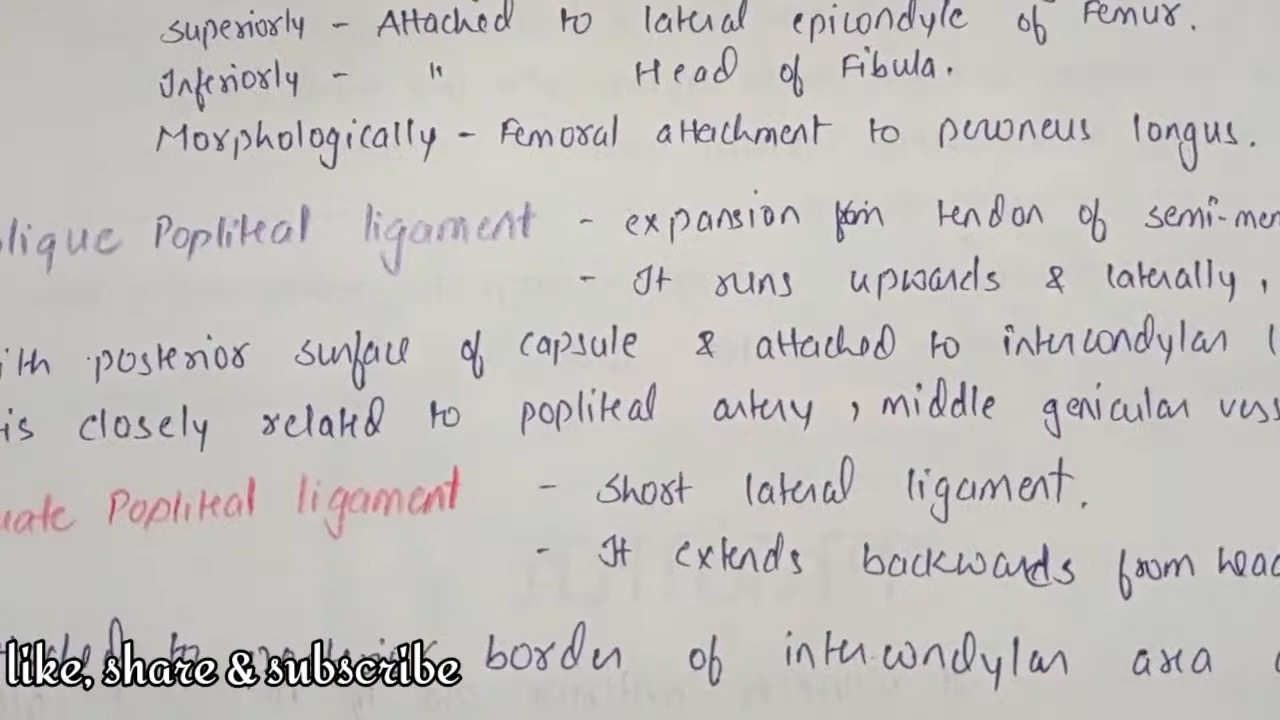 Superiorly - Attached to lateral epicondyle of Femur.
Inferiorly - " Head of Fibula.
Morphologically - Femoral attachment to peroneus longus.
lique Popliteal ligament - expansion from tendon of semi-mem
- It runs upwards & laterally,
ith posterior surface of capsule & attached to intercondylar l
is closely related to popliteal artery, middle genicular vess
uate Popliteal ligament - Short lateral ligament.
- It extends backwards from head
to border of intercondylar area
like, share & subscribe